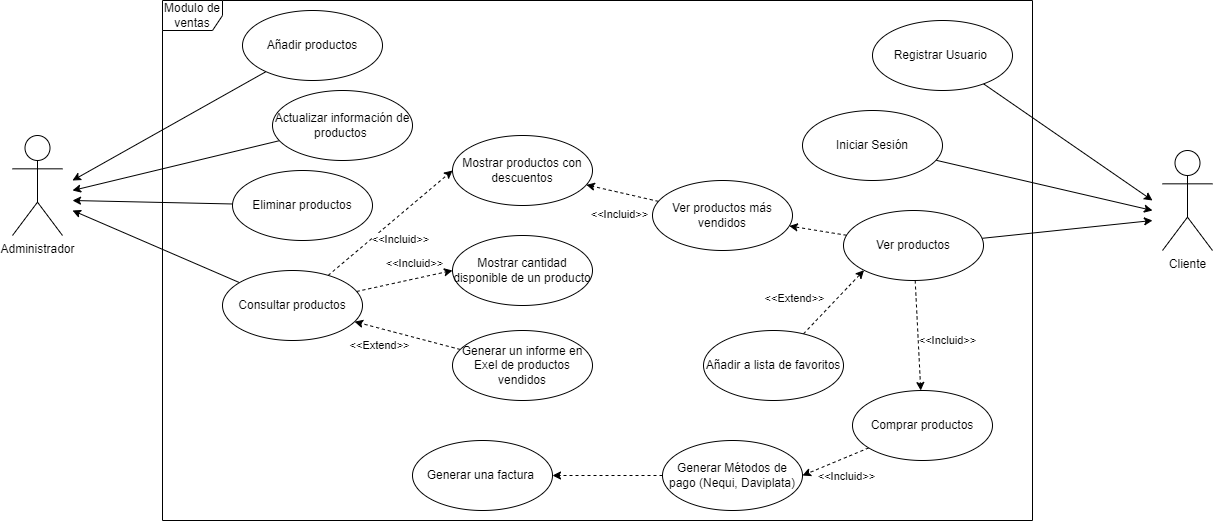 Modulo de
ventas
Añadir productos
Registrar Usuario
Actualizar información de
productos
Iniciar Sesión
Mostrar productos con
descuentos
Eliminar productos
Ver productos más
vendidos
<<Incluid>>
Administrador
<<Incluid>>
Ver productos
Cliente
<<Incluid>>
Mostrar cantidad
disponible de un producto
Consultar productos
<<Extend>>
<<Extend>>
<<Incluid>>
Generar un informe en
Exel de productos
vendidos
Añadir a lista de favoritos
Comprar productos
Generar una factura
Generar Métodos de
pago (Nequi, Daviplata)
<<Incluid>>